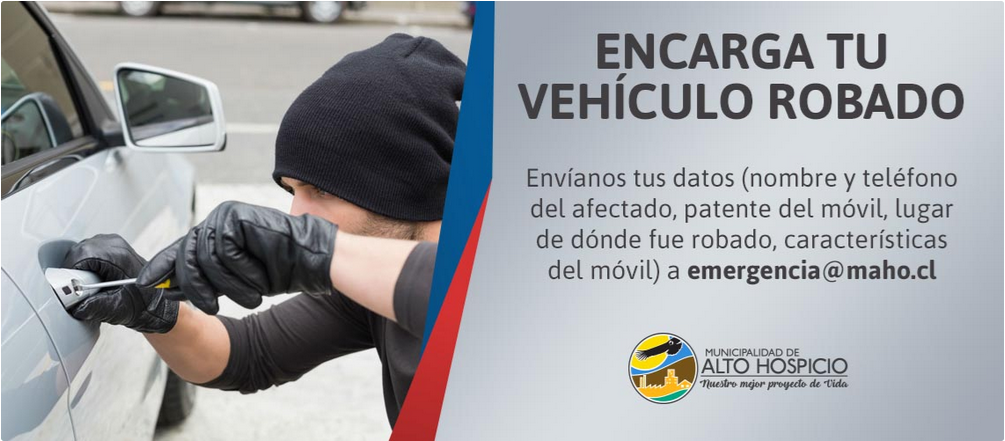 ENCARGA TU
VEHÍCULO ROBADO
Envíanos tus datos (nombre y teléfono
del afectado, patente del móvil, lugar
de dónde fue robado, características
del móvil) a emergencia@maho.cl
MUNICIPALIDAD DE
ALTO HOSPICIO
Nuestro mejor proyecto de Vida